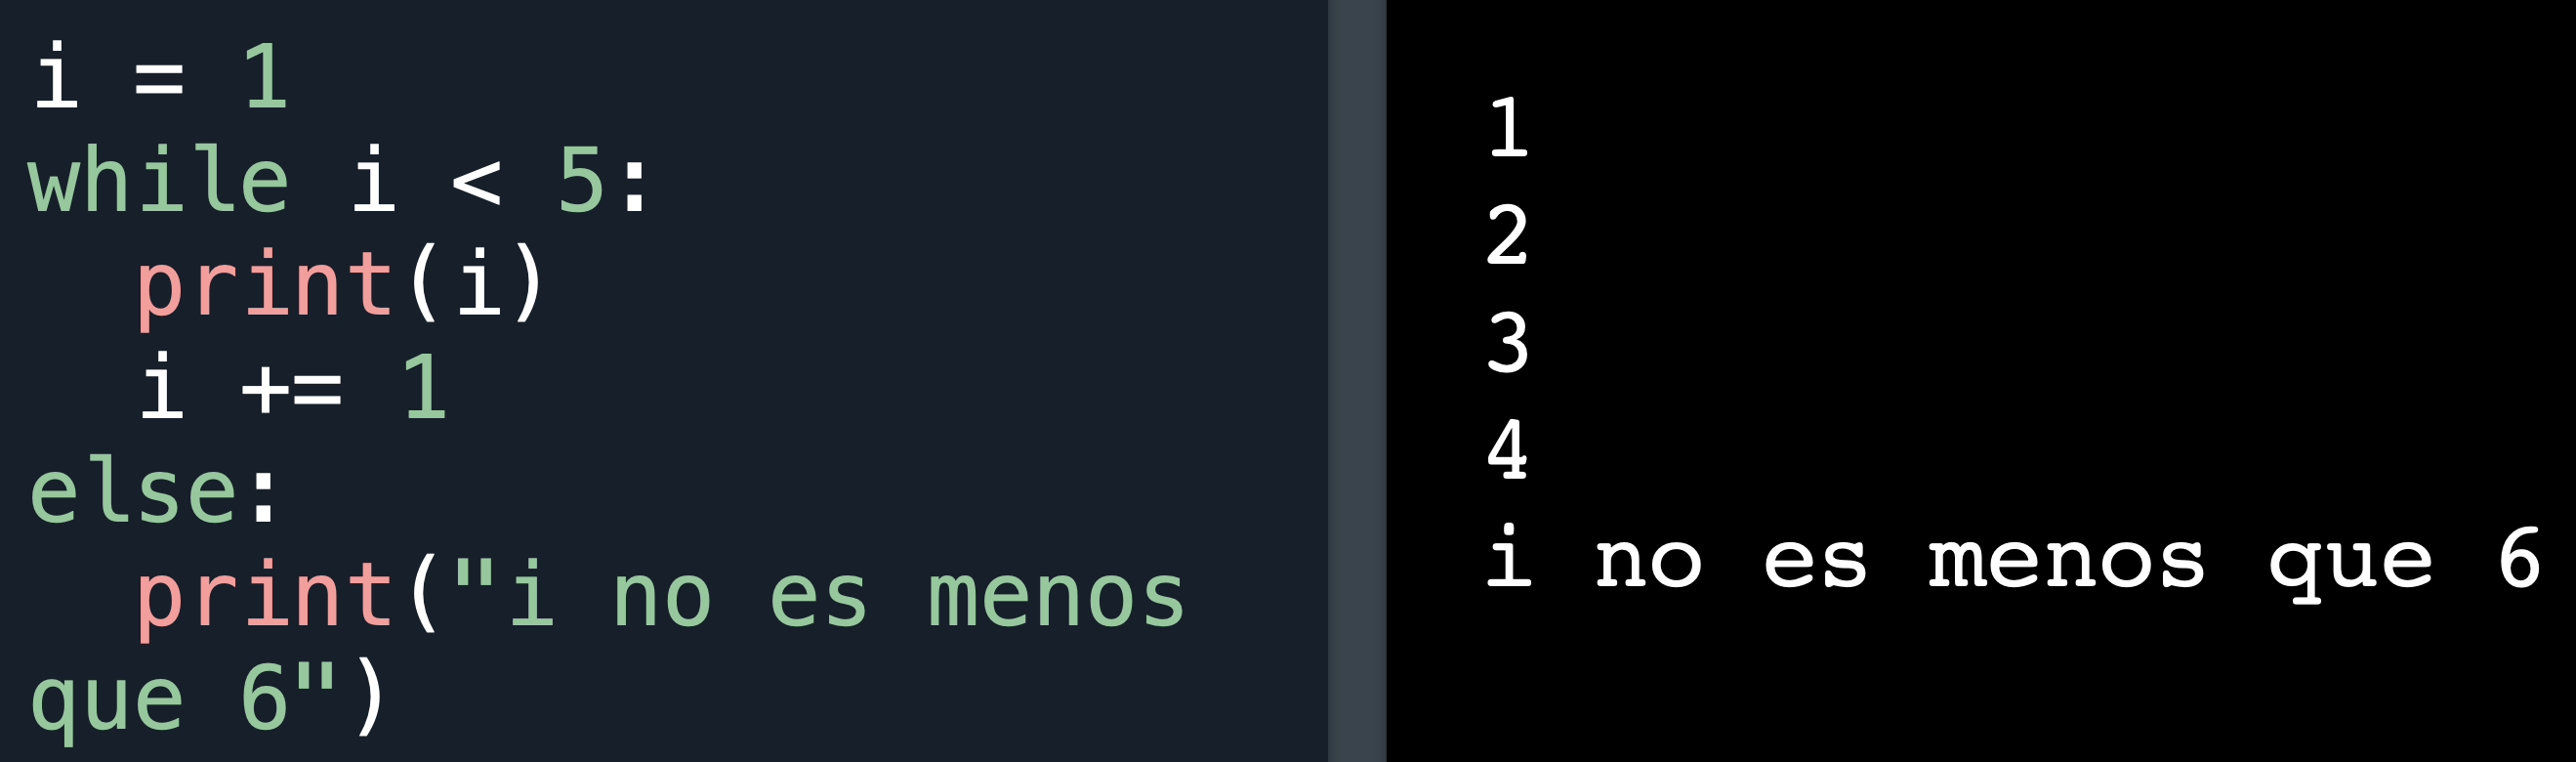 i = 1
while i < 5:
  print(i)
  i += 1
else:
  print("i no es menos
que 6")
1
2
3
4
i no es menos que 6